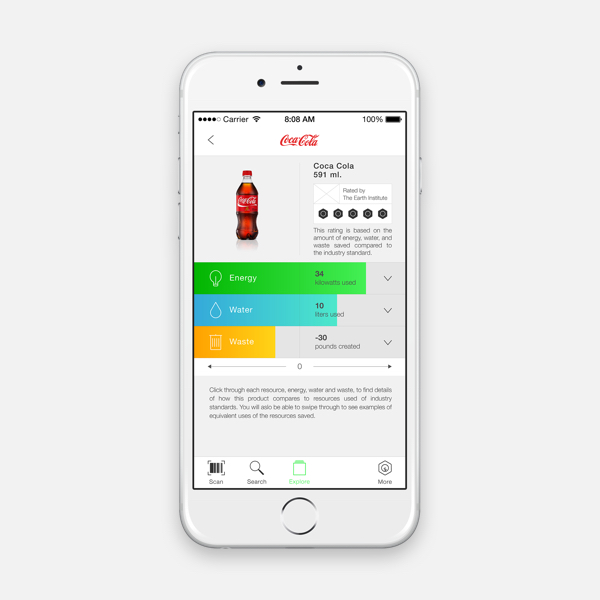 Carrier 8:08 AM 100%
Coca-Cola
Coca Cola
591 ml.
Rated by
The Earth Institute
This rating is based on the
amount of energy, water, and
waste saved compared to
the industry standard.
Energy 34
kilowatts used
Water 10
liters used
Waste -30
pounds created
0
Click through each resource, energy, water and waste, to find details
of how this product compares to resources used of industry
standards. You will aslo be able to swipe through to see examples of
equivalent uses of the resources saved.
Scan Search Explore More